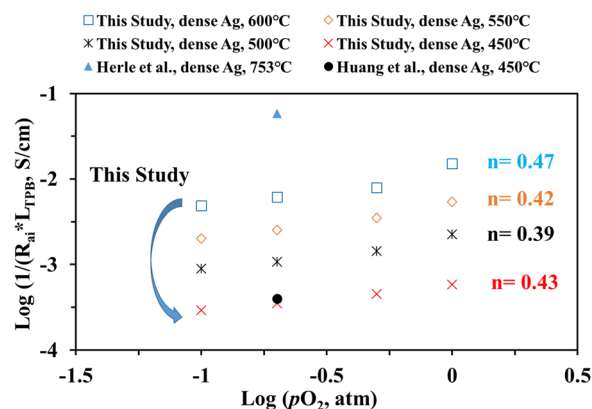 This Study, dense Ag, 600°C
This Study, dense Ag, 550°C
This Study, dense Ag, 500°C
This Study, dense Ag, 450°C
Herle et al., dense Ag, 753°C
Huang et al., dense Ag, 450°C
-1
-2
-3
-4
Log (1/(Rai*LTPB, S/cm)
This Study
n= 0.47
n= 0.42
n= 0.39
n= 0.43
-1.5
-1
-0.5
0
0.5
Log (pO2, atm)